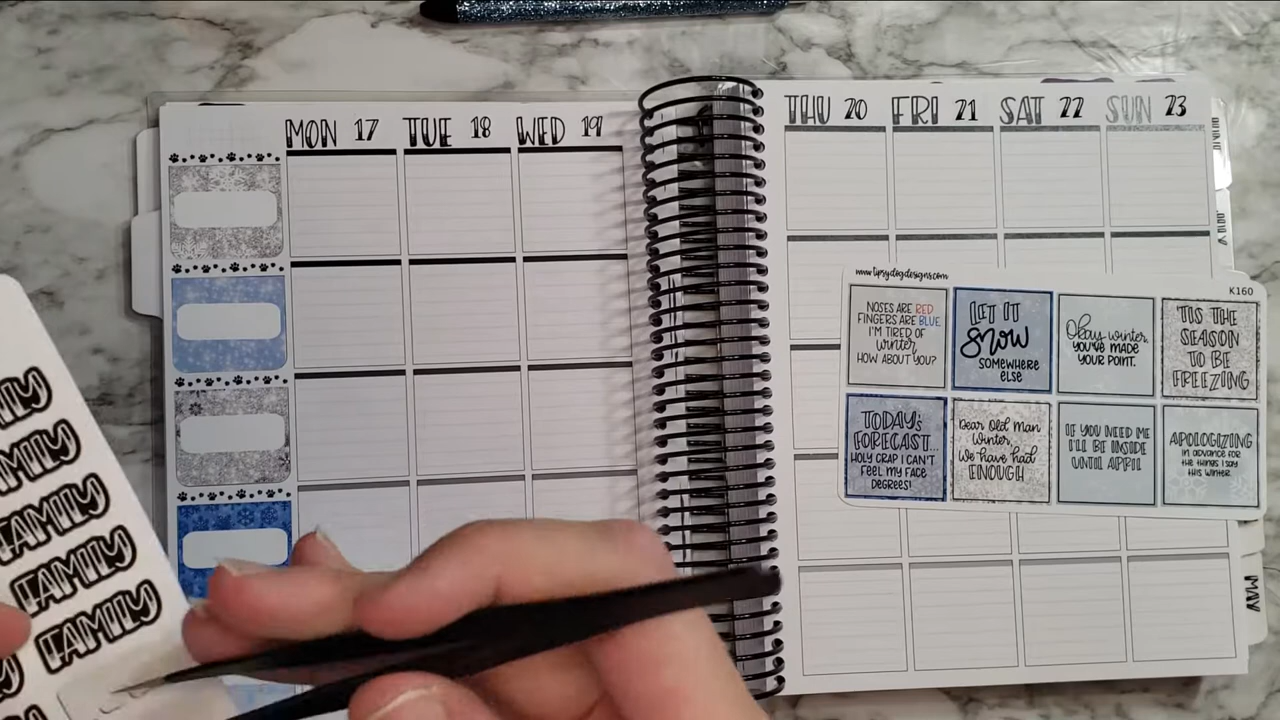 MON 17
TUE 18
WED 19
THU 20
FRI 21
SAT 22
SUN 23
www.tipsydogdesigns.com
K160
NOSES ARE RED
FINGERS ARE BLUE
I'M TIRED OF
winter,
HOW ABOUT YOU?
LET IT
snow
SOMEWHERE
ELSE
Okay winter,
YOU'VE MADE
YOUR POINT.
'TIS THE
SEASON
TO BE
FREEZING
TODAY'S
FORECAST...
HOLY CRAP I CAN'T
FEEL MY FACE
DEGREES!
Dear Old Man
Winter,
We have had
ENOUGH
IF YOU NEED ME
I'LL BE INSIDE
UNTIL APRIL
APOLOGIZING
in advance for
the things I say
this winter
FAMILY
FAMILY
FAMILY
MAY